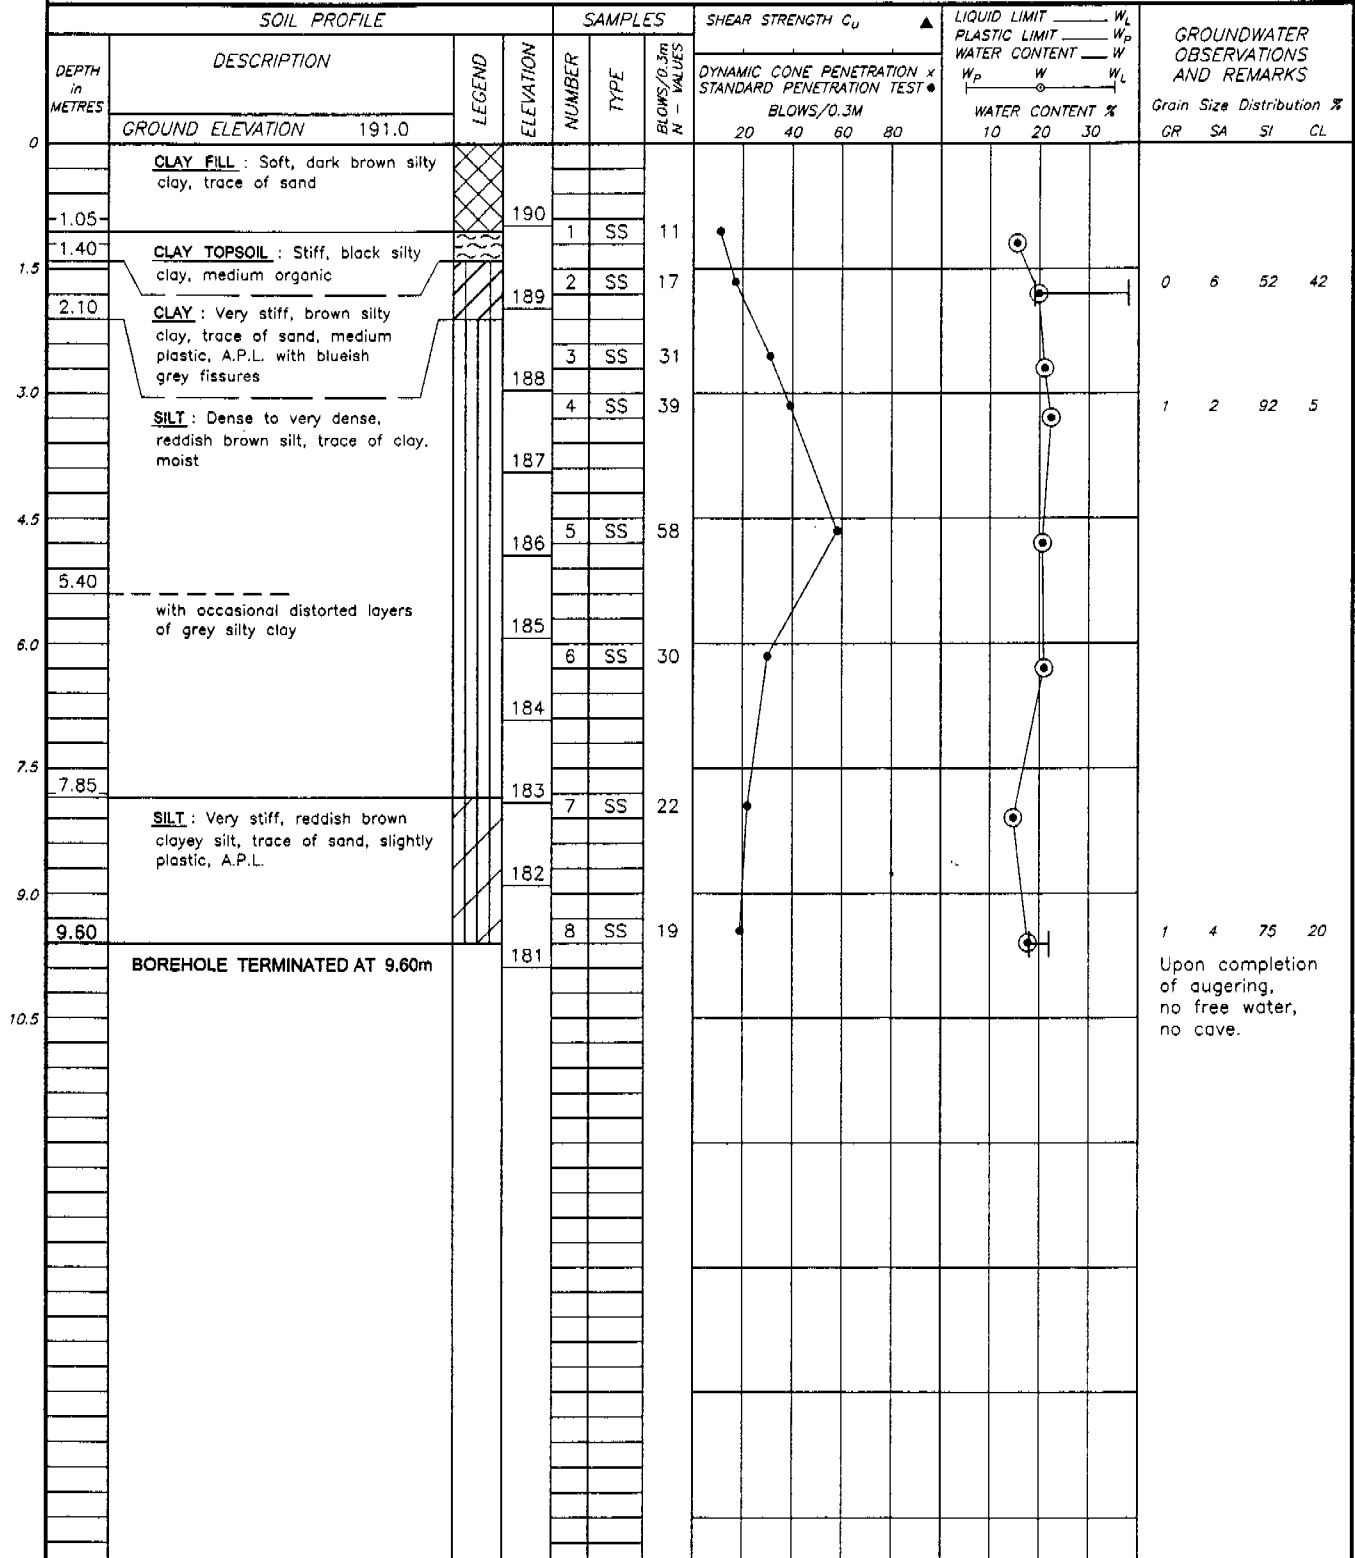 SOIL PROFILE
SAMPLES
SHEAR STRENGTH Cu ▲
LIQUID LIMIT WL
PLASTIC LIMIT WP
WATER CONTENT W
WP W WL
WATER CONTENT %
10 20 30
GROUNDWATER
OBSERVATIONS
AND REMARKS
Grain Size Distribution %
GR SA SI CL
DEPTH
in
METRES
DESCRIPTION
LEGEND
ELEVATION
NUMBER
TYPE
BLOWS/0.3m
N - VALUES
DYNAMIC CONE PENETRATION x
STANDARD PENETRATION TEST ●
BLOWS/0.3M
20 40 60 80
GROUND ELEVATION 191.0
0
CLAY FILL : Soft, dark brown silty
clay, trace of sand
1.05
190
1 SS 11
1.40
CLAY TOPSOIL : Stiff, black silty
clay, medium organic
1.5
189
2 SS 17
0 6 52 42
2.10
CLAY : Very stiff, brown silty
clay, trace of sand, medium
plastic, A.P.L. with blueish
grey fissures
3 SS 31
188
3.0
4 SS 39
1 2 92 5
SILT : Dense to very dense,
reddish brown silt, trace of clay,
moist
187
4.5
5 SS 58
186
5.40
with occasional distorted layers
of grey silty clay
185
6.0
6 SS 30
184
7.5
7.85
183
7 SS 22
SILT : Very stiff, reddish brown
clayey silt, trace of sand, slightly
plastic, A.P.L.
182
9.0
9.60
8 SS 19
1 4 75 20
181
BOREHOLE TERMINATED AT 9.60m
Upon completion
of augering,
no free water,
no cave.
10.5